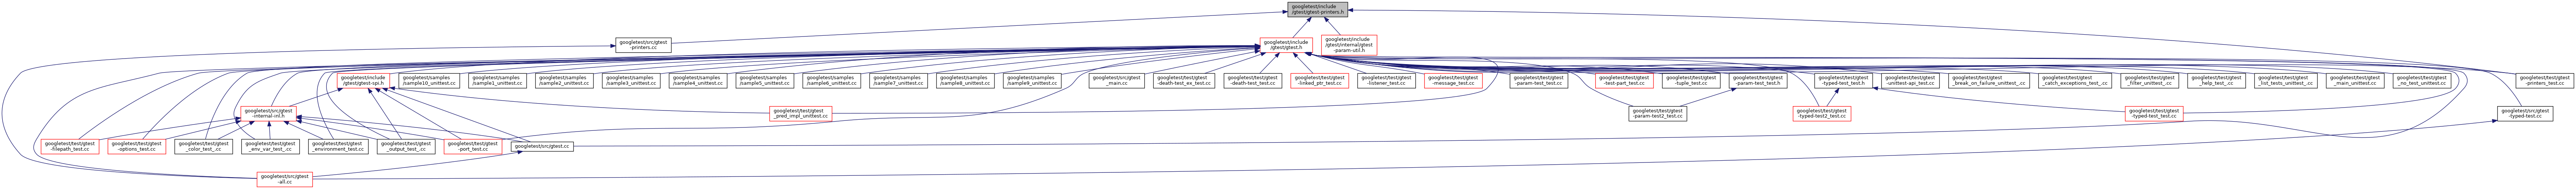 googletest/include
/gtest/gtest-printers.h
googletest/src/gtest
-printers.cc
googletest/include
/gtest/gtest.h
googletest/include
/gtest/internal/gtest
-param-util.h
googletest/include
/gtest/gtest-spi.h
googletest/samples
/sample10_unittest.cc
googletest/samples
/sample1_unittest.cc
googletest/samples
/sample2_unittest.cc
googletest/samples
/sample3_unittest.cc
googletest/samples
/sample4_unittest.cc
googletest/samples
/sample5_unittest.cc
googletest/samples
/sample6_unittest.cc
googletest/samples
/sample7_unittest.cc
googletest/samples
/sample8_unittest.cc
googletest/samples
/sample9_unittest.cc
googletest/src/gtest
_main.cc
googletest/test/gtest
-death-test_ex_test.cc
googletest/test/gtest
-death-test_test.cc
googletest/test/gtest
-linked_ptr_test.cc
googletest/test/gtest
-listener_test.cc
googletest/test/gtest
-message_test.cc
googletest/test/gtest
-param-test_test.cc
googletest/test/gtest
-test-part_test.cc
googletest/test/gtest
-tuple_test.cc
googletest/test/gtest
-param-test_test.h
googletest/test/gtest
-typed-test_test.h
googletest/test/gtest
-unittest-api_test.cc
googletest/test/gtest
_break_on_failure_unittest_.cc
googletest/test/gtest
_catch_exceptions_test_.cc
googletest/test/gtest
_filter_unittest_.cc
googletest/test/gtest
_help_test_.cc
googletest/test/gtest
_list_tests_unittest_.cc
googletest/test/gtest
_main_unittest.cc
googletest/test/gtest
_no_test_unittest.cc
googletest/test/gtest
-printers_test.cc
googletest/src/gtest
-internal-inl.h
googletest/test/gtest
_pred_impl_unittest.cc
googletest/test/gtest
-param-test2_test.cc
googletest/test/gtest
-typed-test2_test.cc
googletest/test/gtest
-typed-test_test.cc
googletest/src/gtest
-typed-test.cc
googletest/test/gtest
-filepath_test.cc
googletest/test/gtest
-options_test.cc
googletest/test/gtest
_color_test_.cc
googletest/test/gtest
_env_var_test_.cc
googletest/test/gtest
_environment_test.cc
googletest/test/gtest
_output_test_.cc
googletest/test/gtest
-port_test.cc
googletest/src/gtest.cc
googletest/src/gtest
-all.cc